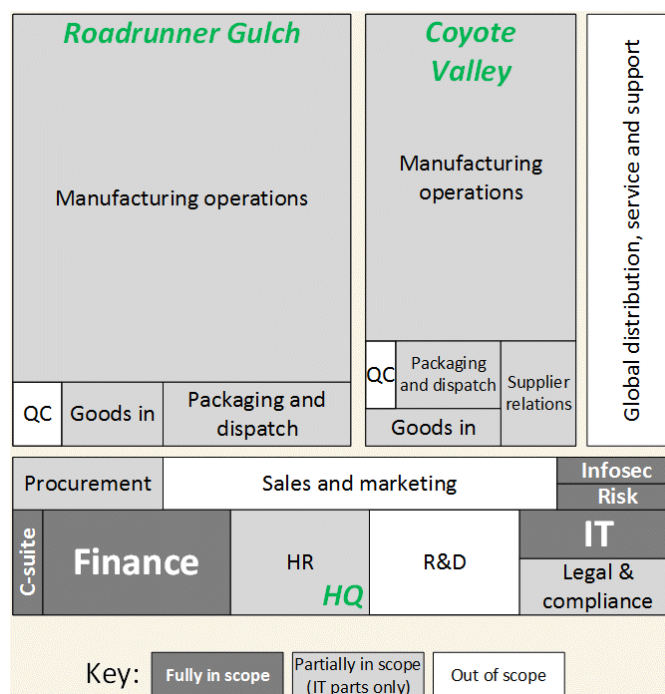 Roadrunner Gulch
Manufacturing operations
QC
Goods in
Packaging and
dispatch
Coyote
Valley
Manufacturing
operations
QC
Packaging
and dispatch
Supplier
relations
Goods in
Global distribution, service and support
Procurement
Sales and marketing
Infosec
Risk
C-suite
Finance
HR
HQ
R&D
IT
Legal &
compliance
Key:
Fully in scope
Partially in scope
(IT parts only)
Out of scope